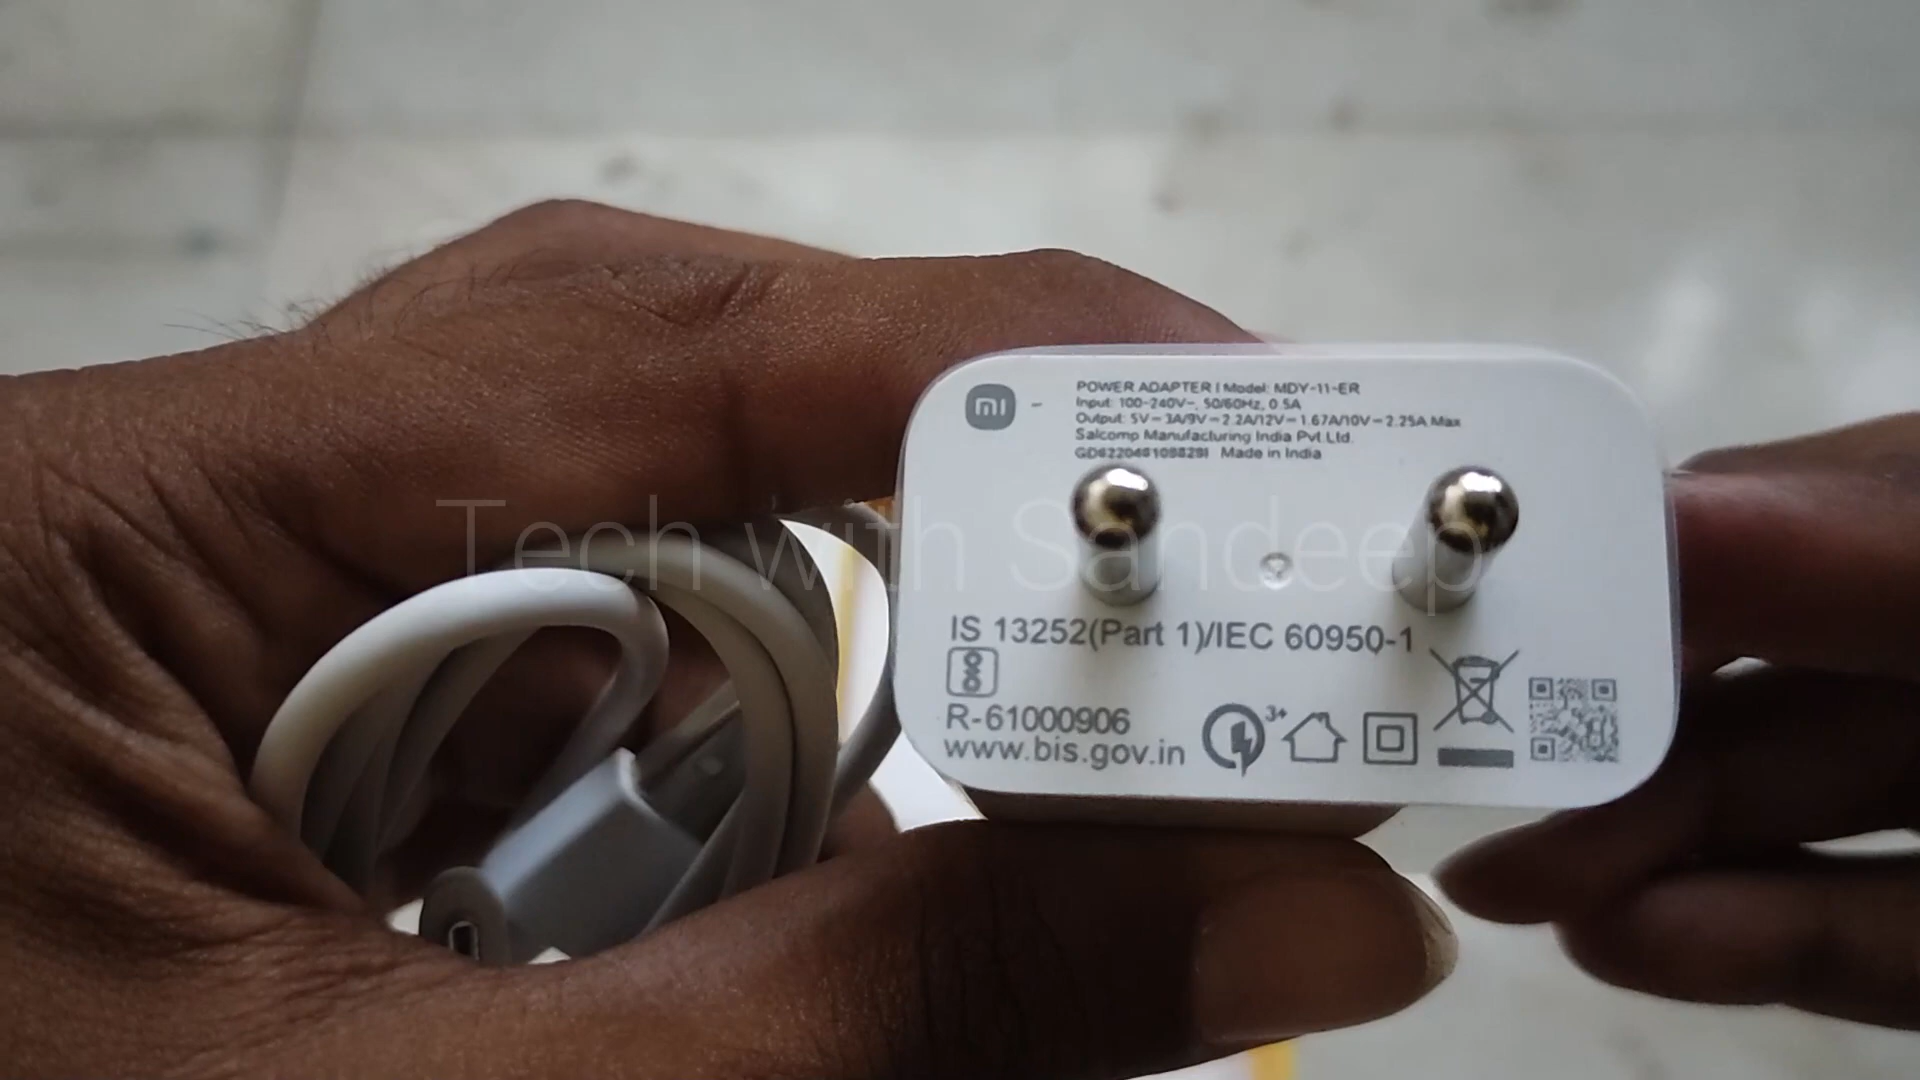 mi
POWER ADAPTER | Model: MDY-11-ER
Input: 100-240V~, 50/60Hz, 0.5A
Output: 5V⎓3A/9V⎓2.2A/12V⎓1.67A/10V⎓2.25A Max
Salcomp Manufacturing India Pvt.Ltd.
Made in India
Tech with Sandeep
IS 13252(Part 1)/IEC 60950-1
R-61000906
www.bis.gov.in
3+